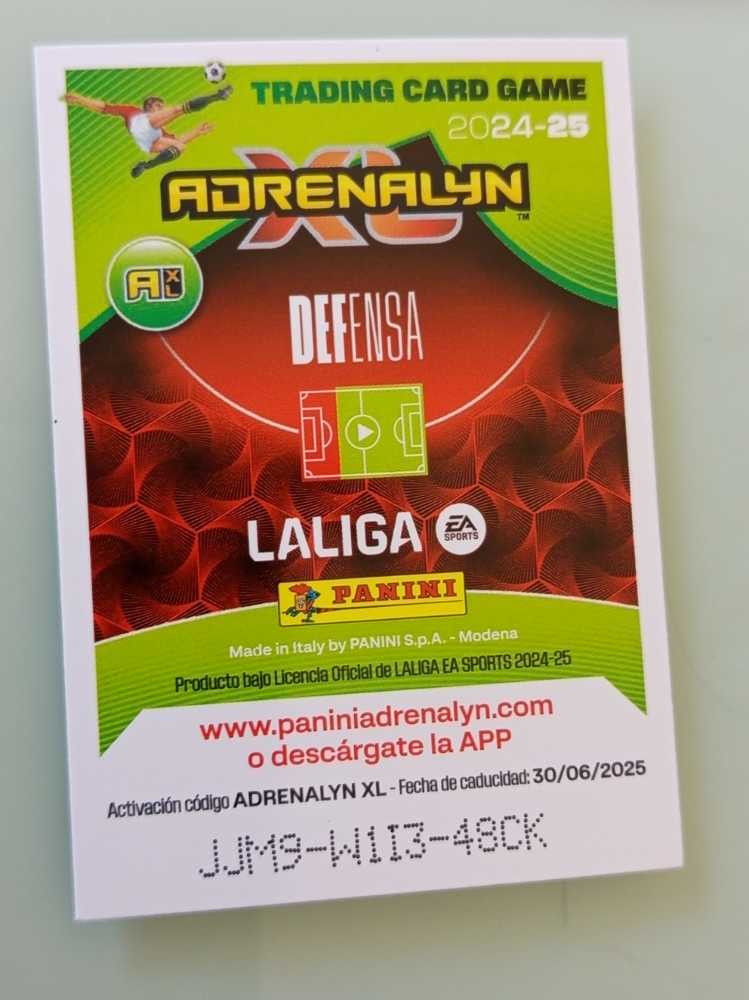 TRADING CARD GAME
2024-25
ADRENALYN XL™
AXL
DEFENSA
LALIGA EA SPORTS
PANINI
Made in Italy by PANINI S.p.A. - Modena
Producto bajo Licencia Oficial de LALIGA EA SPORTS 2024-25
www.paniniadrenalyn.com
o descárgate la APP
Activación código ADRENALYN XL - Fecha de caducidad: 30/06/2025
JJM9-W1I3-48CK